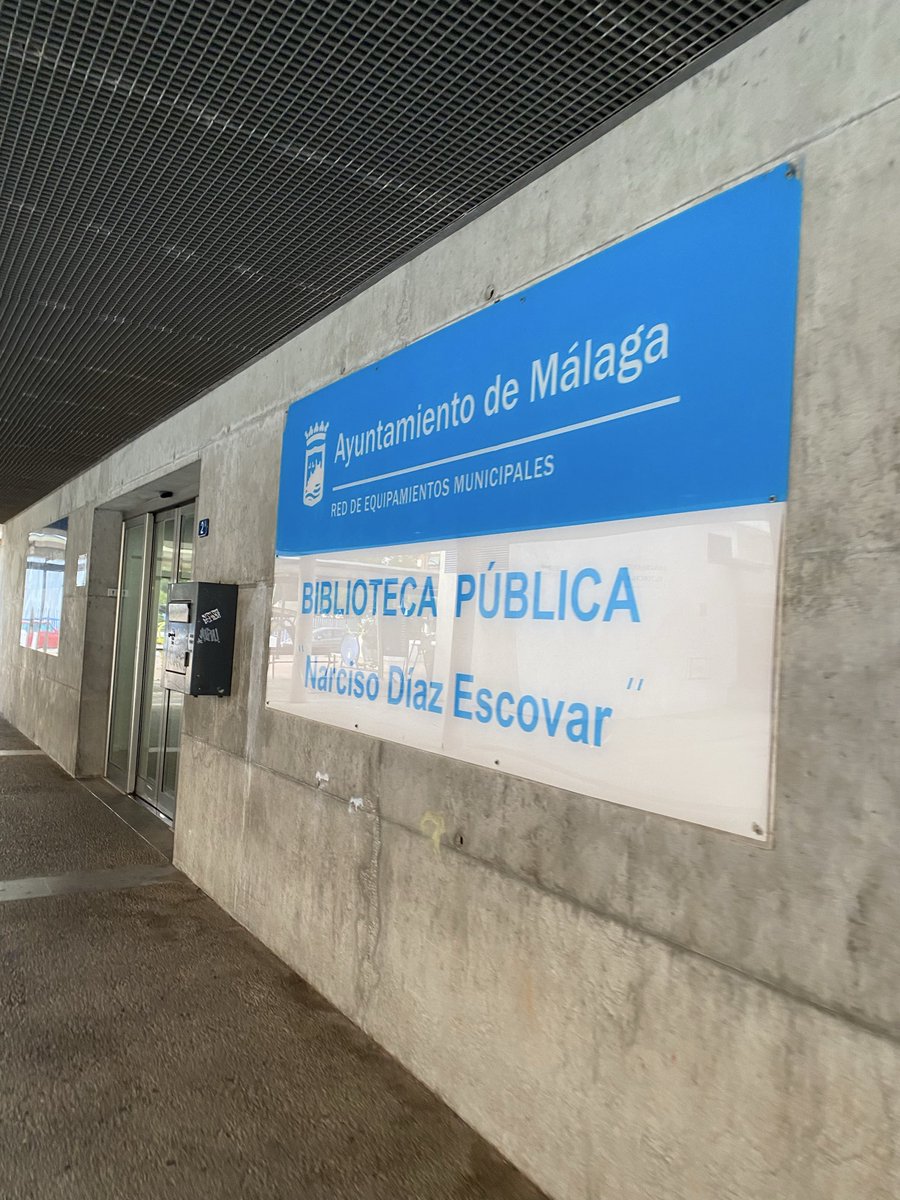 Ayuntamiento de Málaga
RED DE EQUIPAMIENTOS MUNICIPALES
BIBLIOTECA PÚBLICA
"Narciso Díaz Escovar"